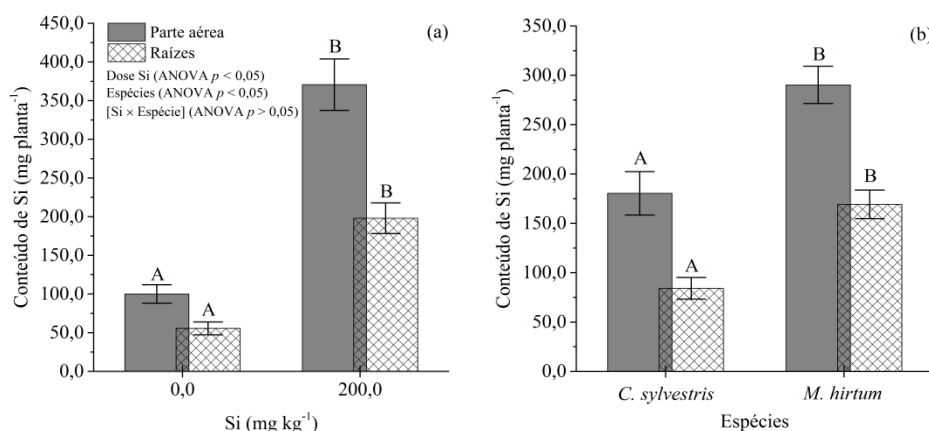 Conteúdo de Si (mg planta⁻¹)
450,0
400,0
350,0
300,0
250,0
200,0
150,0
100,0
50,0
0,0
Parte aérea
Raízes
Dose Si (ANOVA p < 0,05)
Espécies (ANOVA p < 0,05)
[Si × Espécie] (ANOVA p > 0,05)
(a)
A
A
B
B
0,0
200,0
Si (mg kg⁻¹)
Conteúdo de Si (mg planta⁻¹)
350,0
300,0
250,0
200,0
150,0
100,0
50,0
0,0
(b)
A
A
B
B
C. sylvestris
M. hirtum
Espécies